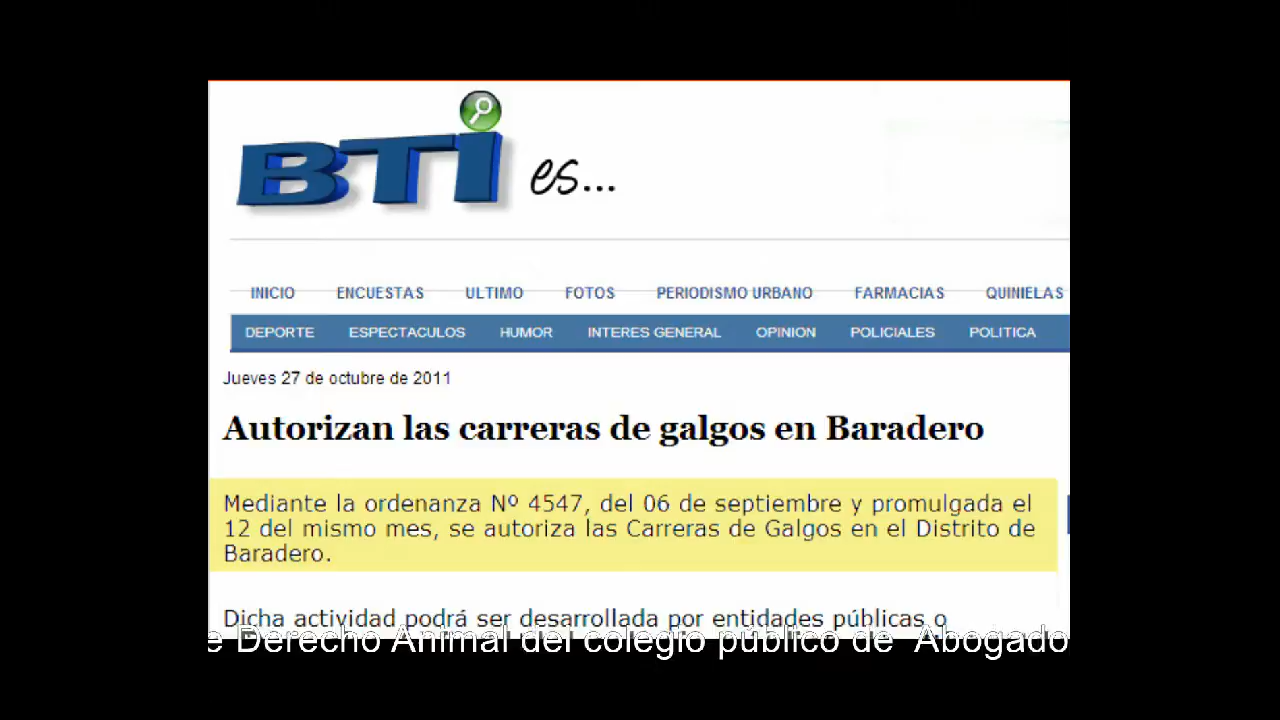 BTI es...
INICIO ENCUESTAS ULTIMO FOTOS PERIODISMO URBANO FARMACIAS QUINIELAS
DEPORTE ESPECTACULOS HUMOR INTERES GENERAL OPINION POLICIALES POLITICA
Jueves 27 de octubre de 2011
Autorizan las carreras de galgos en Baradero
Mediante la ordenanza Nº 4547, del 06 de septiembre y promulgada el
12 del mismo mes, se autoriza las Carreras de Galgos en el Distrito de
Baradero.
Dicha actividad podrá ser desarrollada por entidades públicas o
e Derecho Animal del colegio público de Abogado